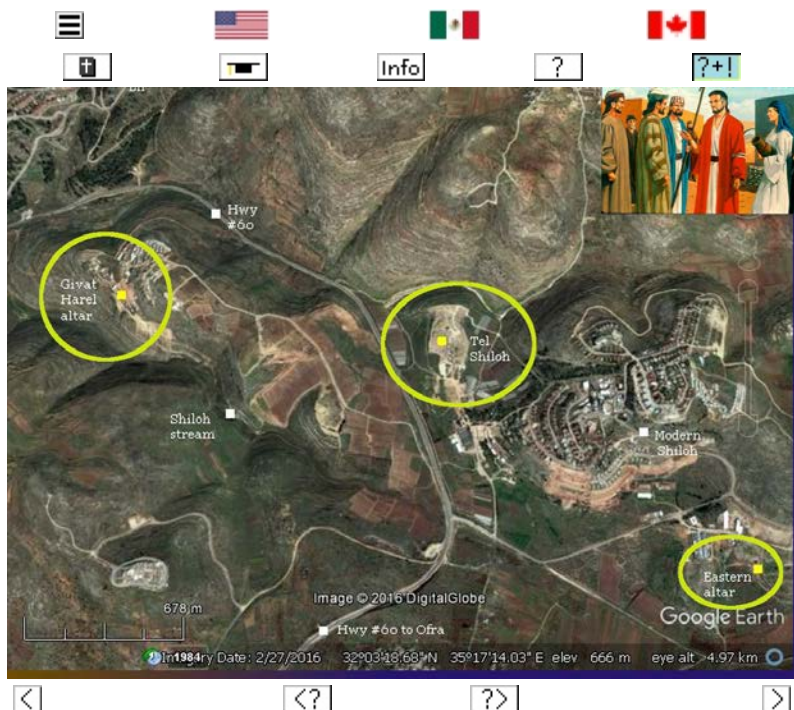 Info
?
?+!
Hwy
#60
Givat
Harel
altar
Tel
Shiloh
Shiloh
stream
Modern
Shiloh
Eastern
altar
678 m
Image © 2016 DigitalGlobe
Google Earth
Hwy #60 to Ofra
1984
Imagery Date: 2/27/2016 32°03'18.68" N 35°17'14.03" E elev 666 m eye alt 4.97 km
<
<?
?>
>